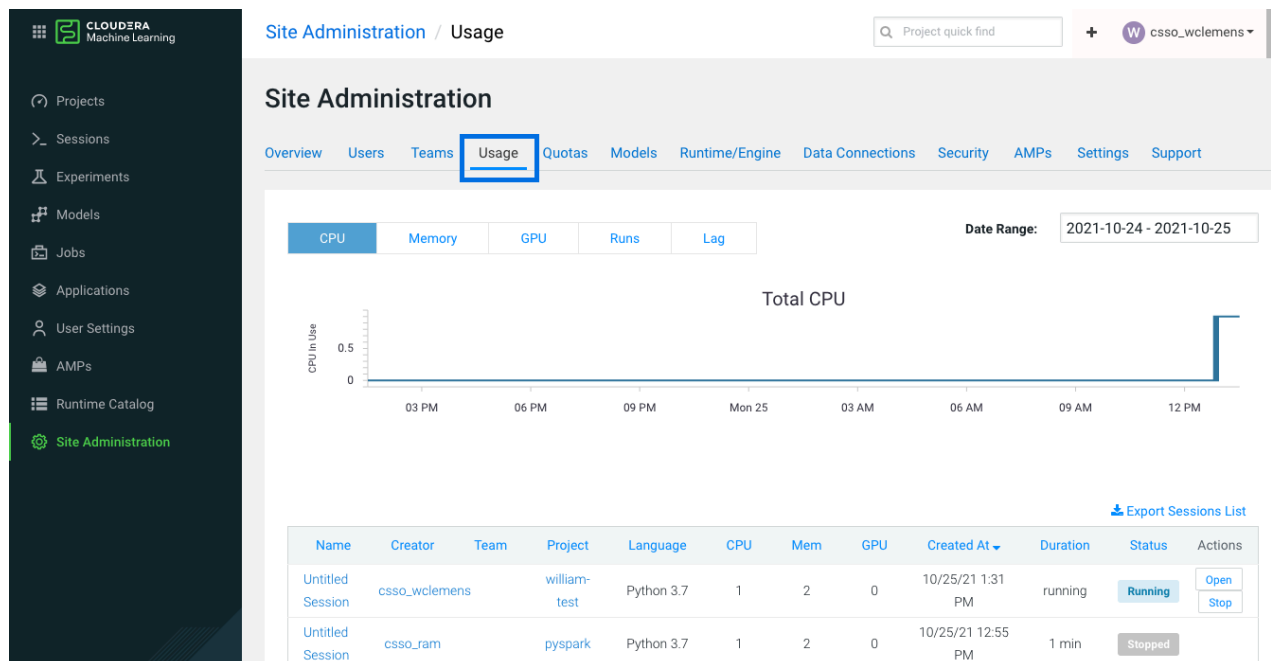 CLOUDERA
Machine Learning
Site Administration / Usage
Project quick find
+
W csso_wclemens
Projects
Sessions
Experiments
Models
Jobs
Applications
User Settings
AMPs
Runtime Catalog
Site Administration
Site Administration
Overview Users Teams Usage Quotas Models Runtime/Engine Data Connections Security AMPs Settings Support
CPU Memory GPU Runs Lag
Date Range: 2021-10-24 - 2021-10-25
Total CPU
CPU In Use
0.5
0
03 PM 06 PM 09 PM Mon 25 03 AM 06 AM 09 AM 12 PM
Export Sessions List
Name Creator Team Project Language CPU Mem GPU Created At Duration Status Actions
Untitled Session csso_wclemens william-test Python 3.7 1 2 0 10/25/21 1:31 PM running Running Open Stop
Untitled Session csso_ram pyspark Python 3.7 1 2 0 10/25/21 12:55 PM 1 min Stopped